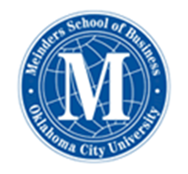 Meinders School of Business
M
Oklahoma City University